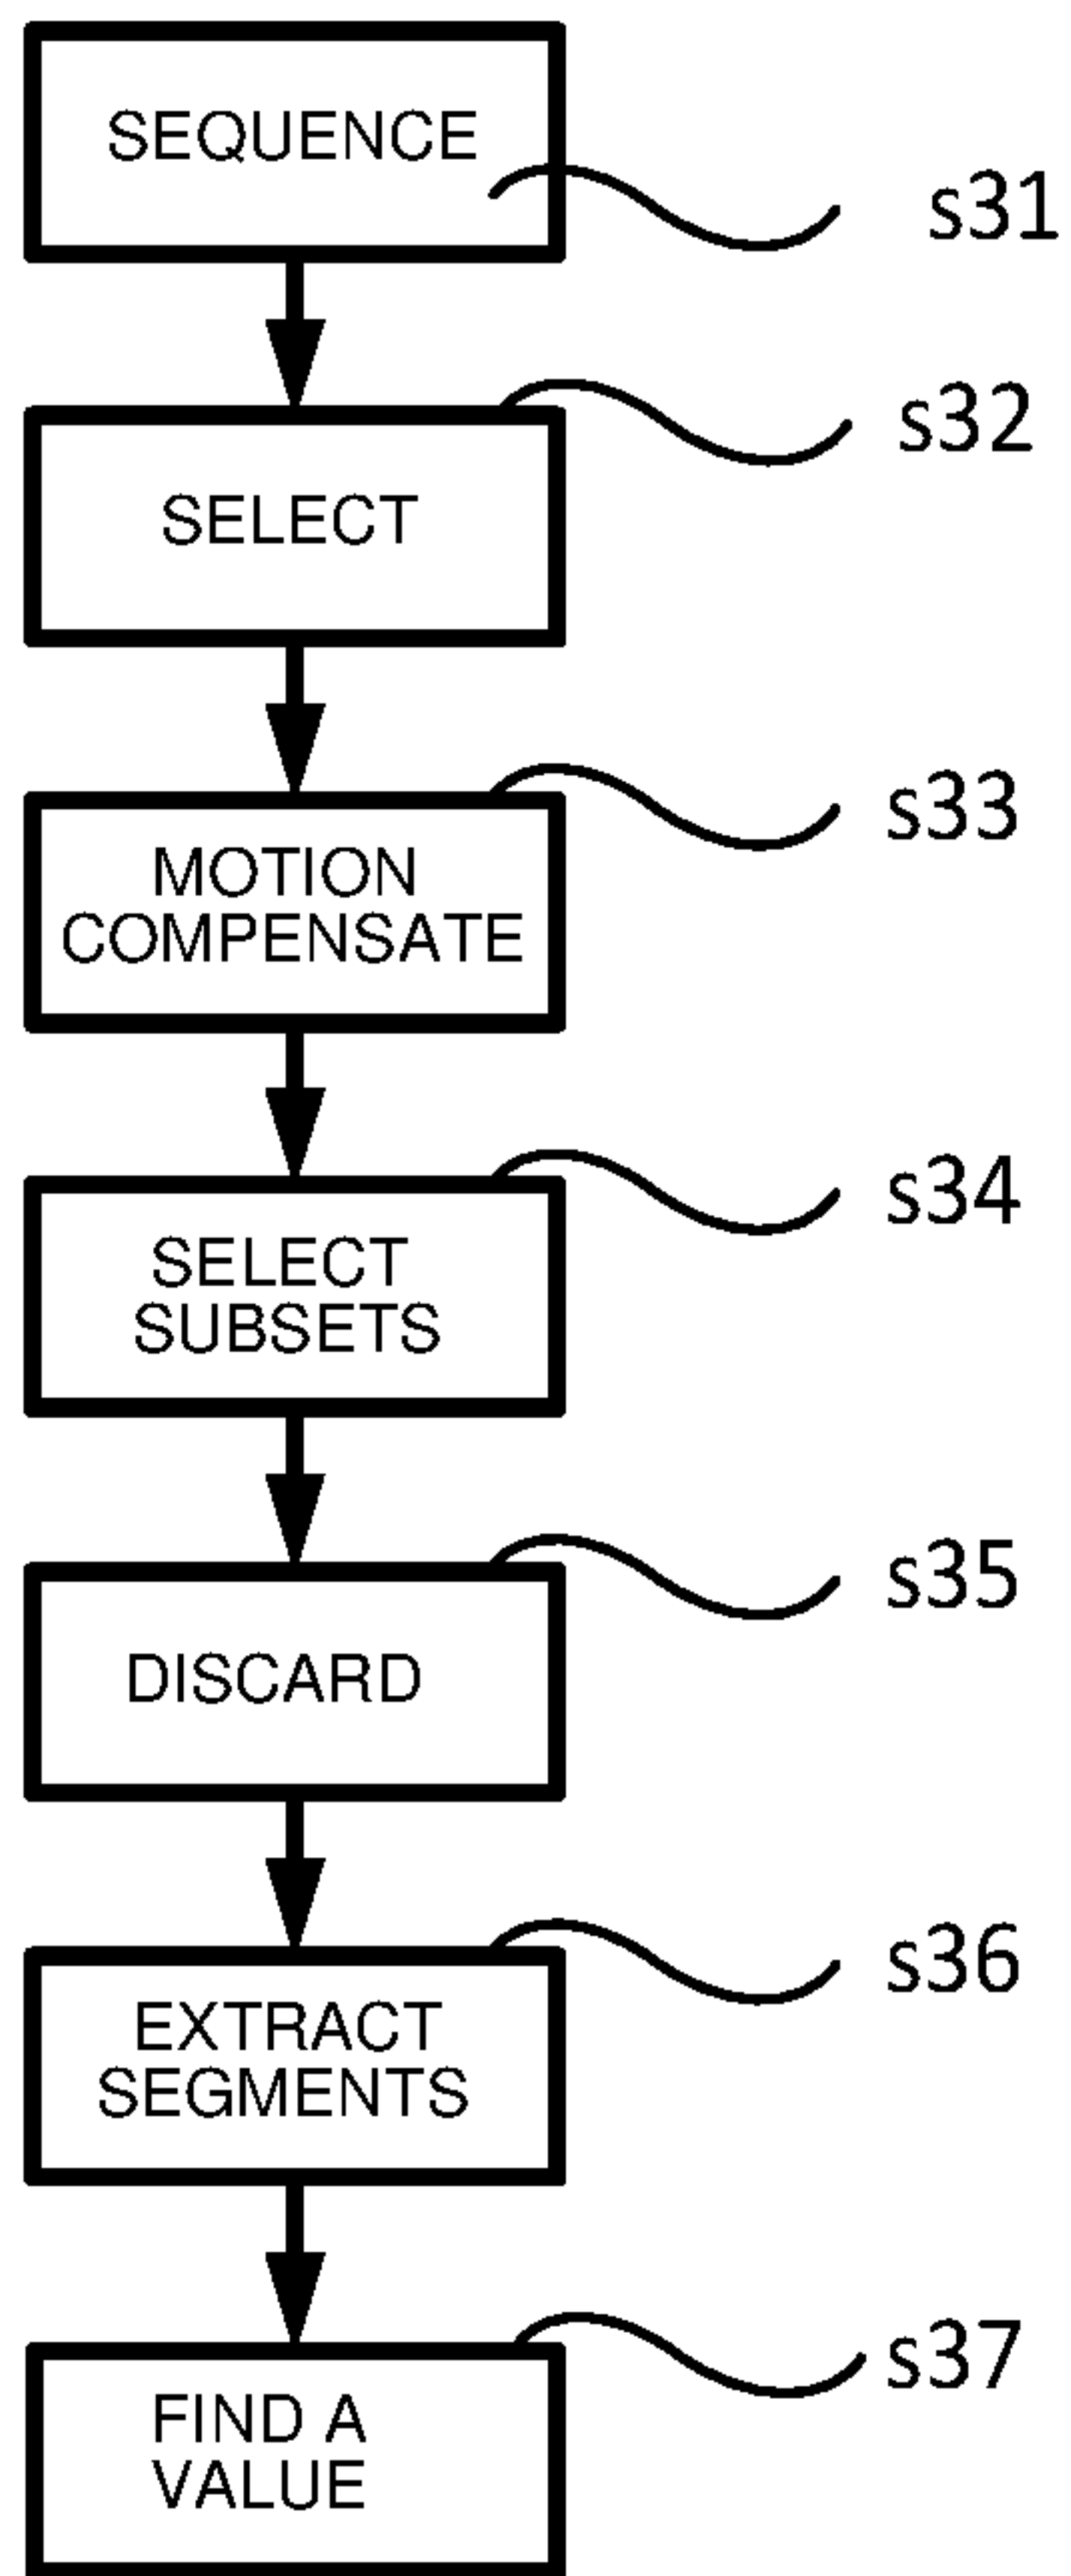 SEQUENCE
s31
SELECT
s32
MOTION
COMPENSATE
s33
SELECT
SUBSETS
s34
DISCARD
s35
EXTRACT
SEGMENTS
s36
FIND A
VALUE
s37